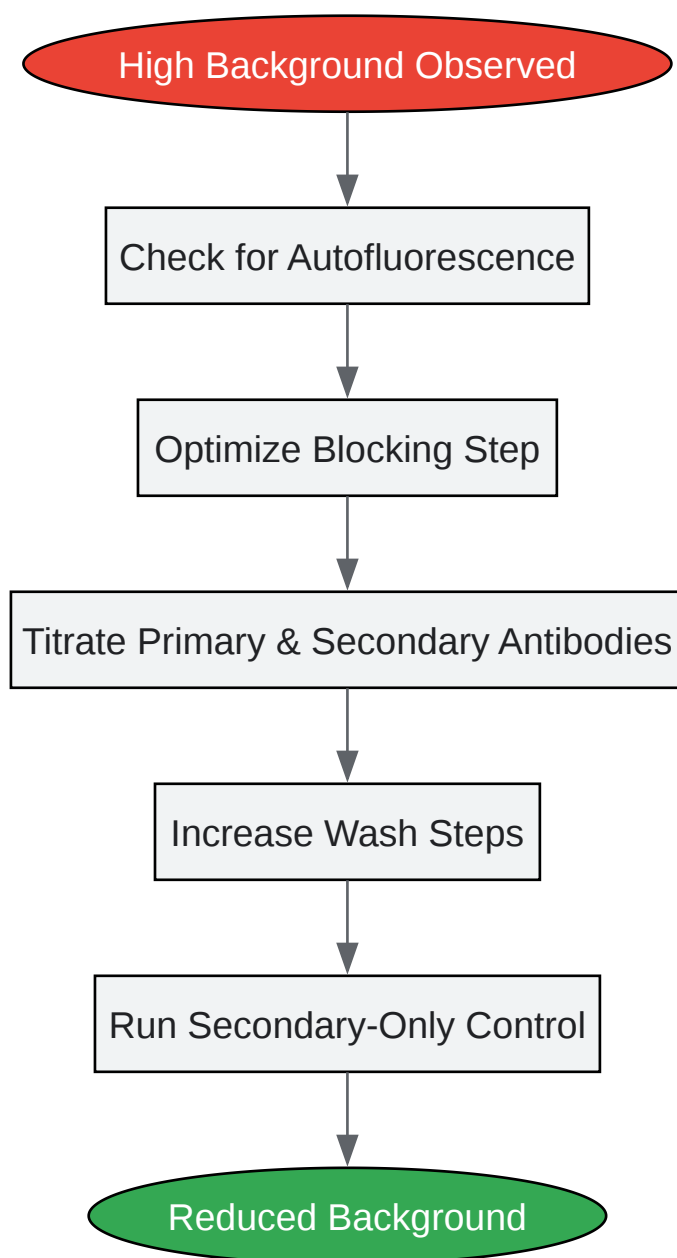 High Background Observed
Check for Autofluorescence
Optimize Blocking Step
Titrate Primary & Secondary Antibodies
Increase Wash Steps
Run Secondary-Only Control
Reduced Background